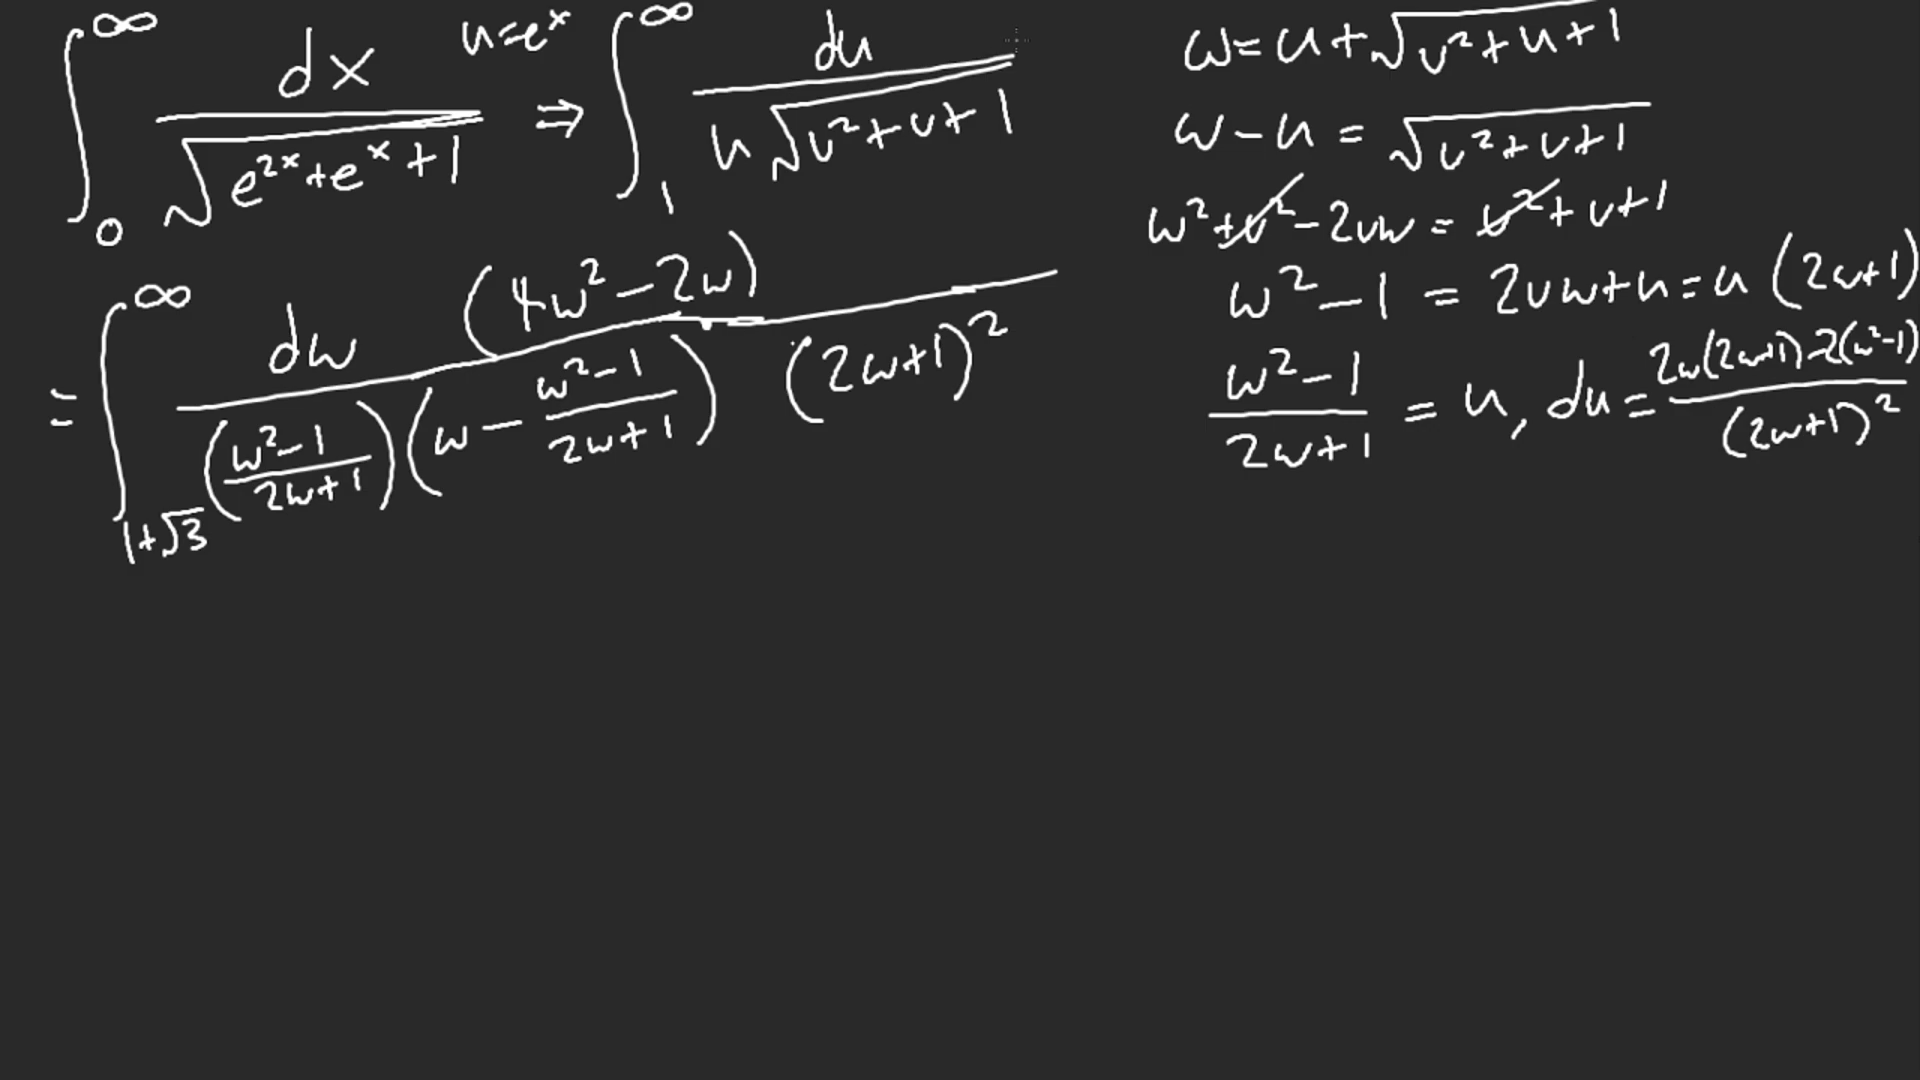 ∫₀^∞ dx / √(e^{2x}+e^x+1)  u=e^x  ⇒  ∫₁^∞ du / (u√(u²+u+1))
= ∫_{1+√3}^∞ dw (4w²-2w) / (((w²-1)/(2w+1)) (w - (w²-1)/(2w+1)) (2w+1)²)
w=u+√(u²+u+1)
w-u=√(u²+u+1)
w²+u²-2uw=u²+u+1
w²-1=2uw+u=u(2w+1)
(w²-1)/(2w+1)=u, du=(2w(2w+1)-2(w²-1))/(2w+1)²